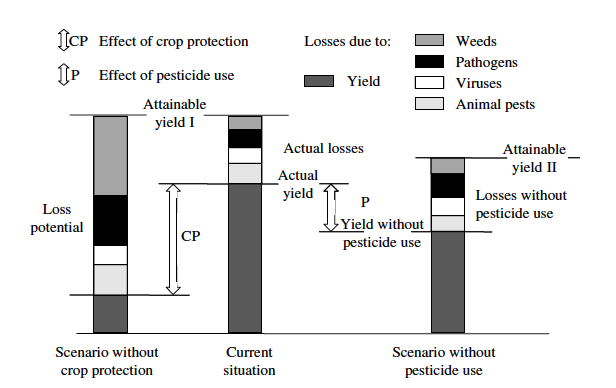 CP Effect of crop protection
P Effect of pesticide use
Losses due to:
Yield
Weeds
Pathogens
Viruses
Animal pests
Attainable
yield I
Actual losses
Actual
yield
Attainable
yield II
Loss
potential
CP
P
Yield without
pesticide use
Losses without
pesticide use
Scenario without
crop protection
Current
situation
Scenario without
pesticide use